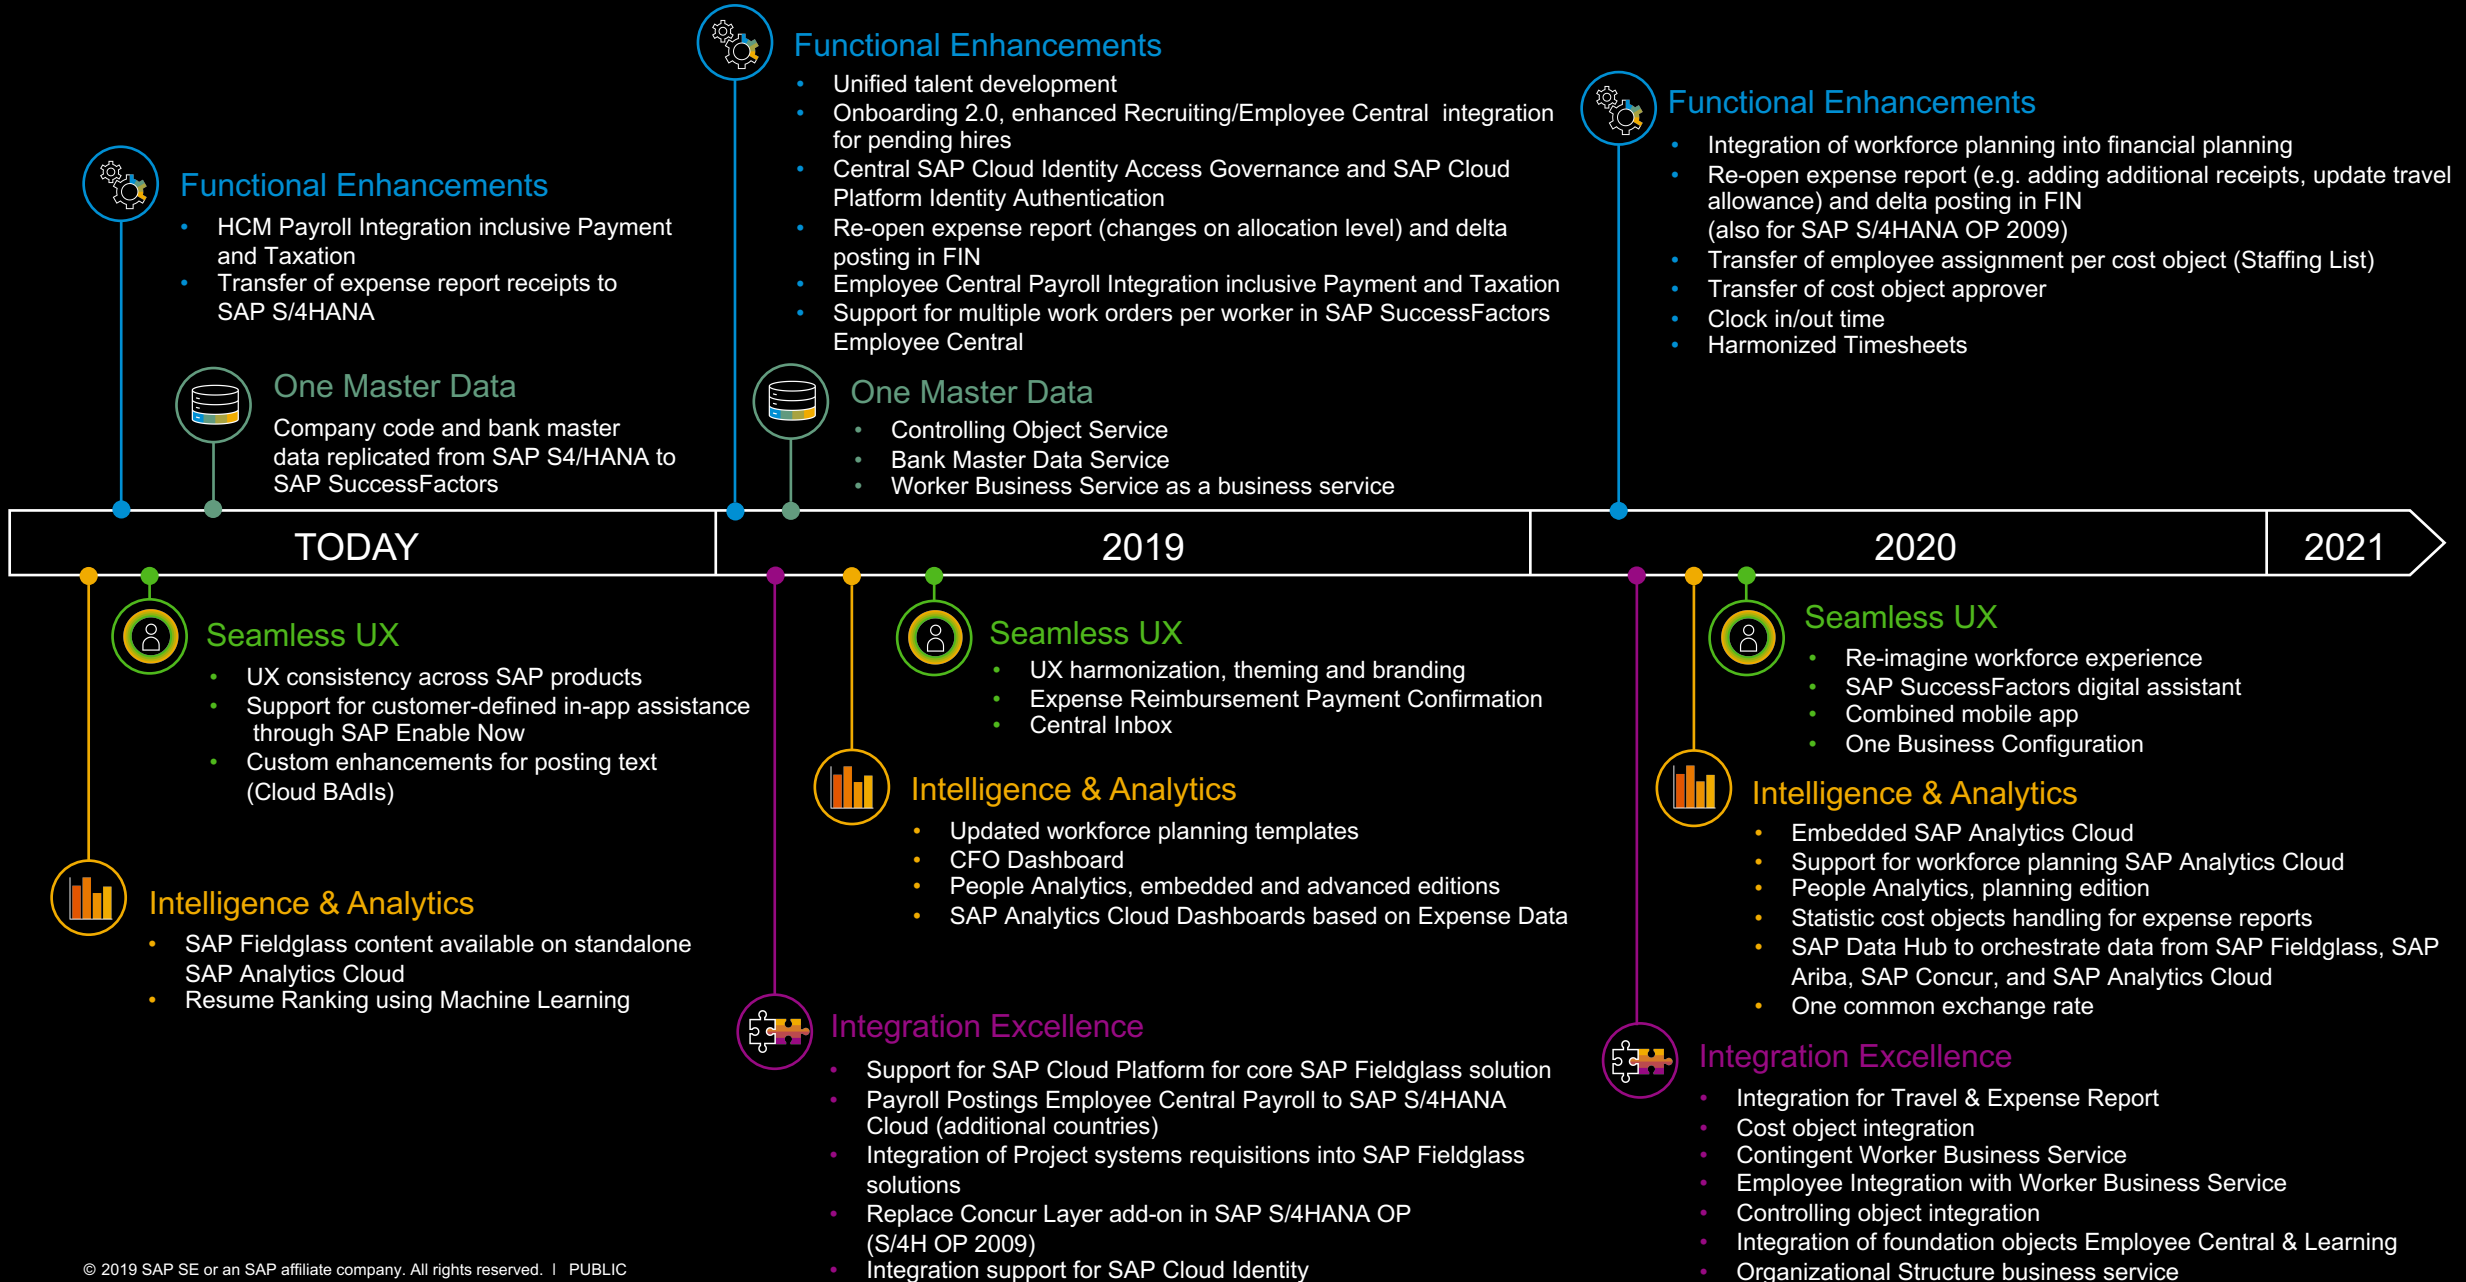 Functional Enhancements
• HCM Payroll Integration inclusive Payment
and Taxation
• Transfer of expense report receipts to
SAP S/4HANA
One Master Data
Company code and bank master
data replicated from SAP S4/HANA to
SAP SuccessFactors
Functional Enhancements
• Unified talent development
• Onboarding 2.0, enhanced Recruiting/Employee Central integration
for pending hires
• Central SAP Cloud Identity Access Governance and SAP Cloud
Platform Identity Authentication
• Re-open expense report (changes on allocation level) and delta
posting in FIN
• Employee Central Payroll Integration inclusive Payment and Taxation
• Support for multiple work orders per worker in SAP SuccessFactors
Employee Central
One Master Data
• Controlling Object Service
• Bank Master Data Service
• Worker Business Service as a business service
Functional Enhancements
• Integration of workforce planning into financial planning
• Re-open expense report (e.g. adding additional receipts, update travel
allowance) and delta posting in FIN
(also for SAP S/4HANA OP 2009)
• Transfer of employee assignment per cost object (Staffing List)
• Transfer of cost object approver
• Clock in/out time
• Harmonized Timesheets
TODAY
2019
2020
2021
Seamless UX
• UX consistency across SAP products
• Support for customer-defined in-app assistance
through SAP Enable Now
• Custom enhancements for posting text
(Cloud BAdIs)
Intelligence & Analytics
• SAP Fieldglass content available on standalone
SAP Analytics Cloud
• Resume Ranking using Machine Learning
Seamless UX
• UX harmonization, theming and branding
• Expense Reimbursement Payment Confirmation
• Central Inbox
Intelligence & Analytics
• Updated workforce planning templates
• CFO Dashboard
• People Analytics, embedded and advanced editions
• SAP Analytics Cloud Dashboards based on Expense Data
Integration Excellence
• Support for SAP Cloud Platform for core SAP Fieldglass solution
• Payroll Postings Employee Central Payroll to SAP S/4HANA
Cloud (additional countries)
• Integration of Project systems requisitions into SAP Fieldglass
solutions
• Replace Concur Layer add-on in SAP S/4HANA OP
(S/4H OP 2009)
• Integration support for SAP Cloud Identity
Seamless UX
• Re-imagine workforce experience
• SAP SuccessFactors digital assistant
• Combined mobile app
• One Business Configuration
Intelligence & Analytics
• Embedded SAP Analytics Cloud
• Support for workforce planning SAP Analytics Cloud
• People Analytics, planning edition
• Statistic cost objects handling for expense reports
• SAP Data Hub to orchestrate data from SAP Fieldglass, SAP
Ariba, SAP Concur, and SAP Analytics Cloud
• One common exchange rate
Integration Excellence
• Integration for Travel & Expense Report
• Cost object integration
• Contingent Worker Business Service
• Employee Integration with Worker Business Service
• Controlling object integration
• Integration of foundation objects Employee Central & Learning
• Organizational Structure business service
© 2019 SAP SE or an SAP affiliate company. All rights reserved. I PUBLIC